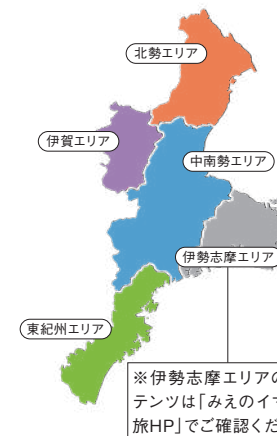 北勢エリア
伊賀エリア
中南勢エリア
伊勢志摩エリア
東紀州エリア
※伊勢志摩エリアの
テンツは「みえのイマ
旅HP」でご確認くだ